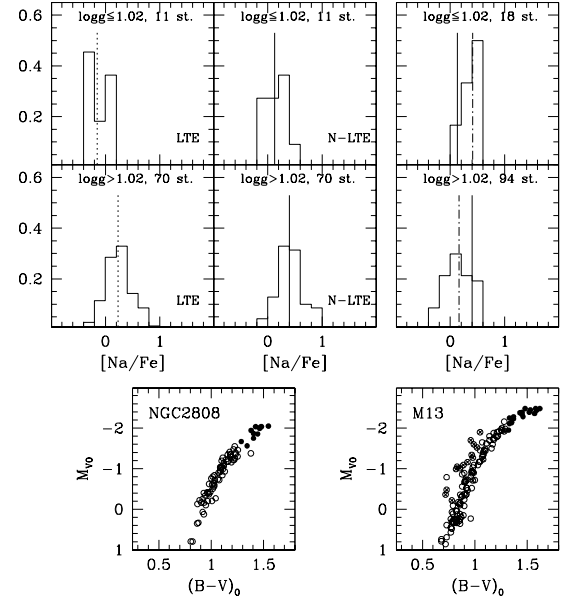 logg≦1.02, 11 st. logg≦1.02, 11 st. logg≦1.02, 18 st.
0.6
0.4
0.2
LTE N-LTE
logg>1.02, 70 st. logg>1.02, 70 st. logg>1.02, 94 st.
0.6
0.4
0.2
LTE N-LTE
0 1 0 1 0 1
[Na/Fe] [Na/Fe] [Na/Fe]
NGC2808 M13
-2 -2
-1 -1
0 0
1 1
M_V0 M_V0
0.5 1 1.5 0.5 1 1.5
(B-V)_0 (B-V)_0